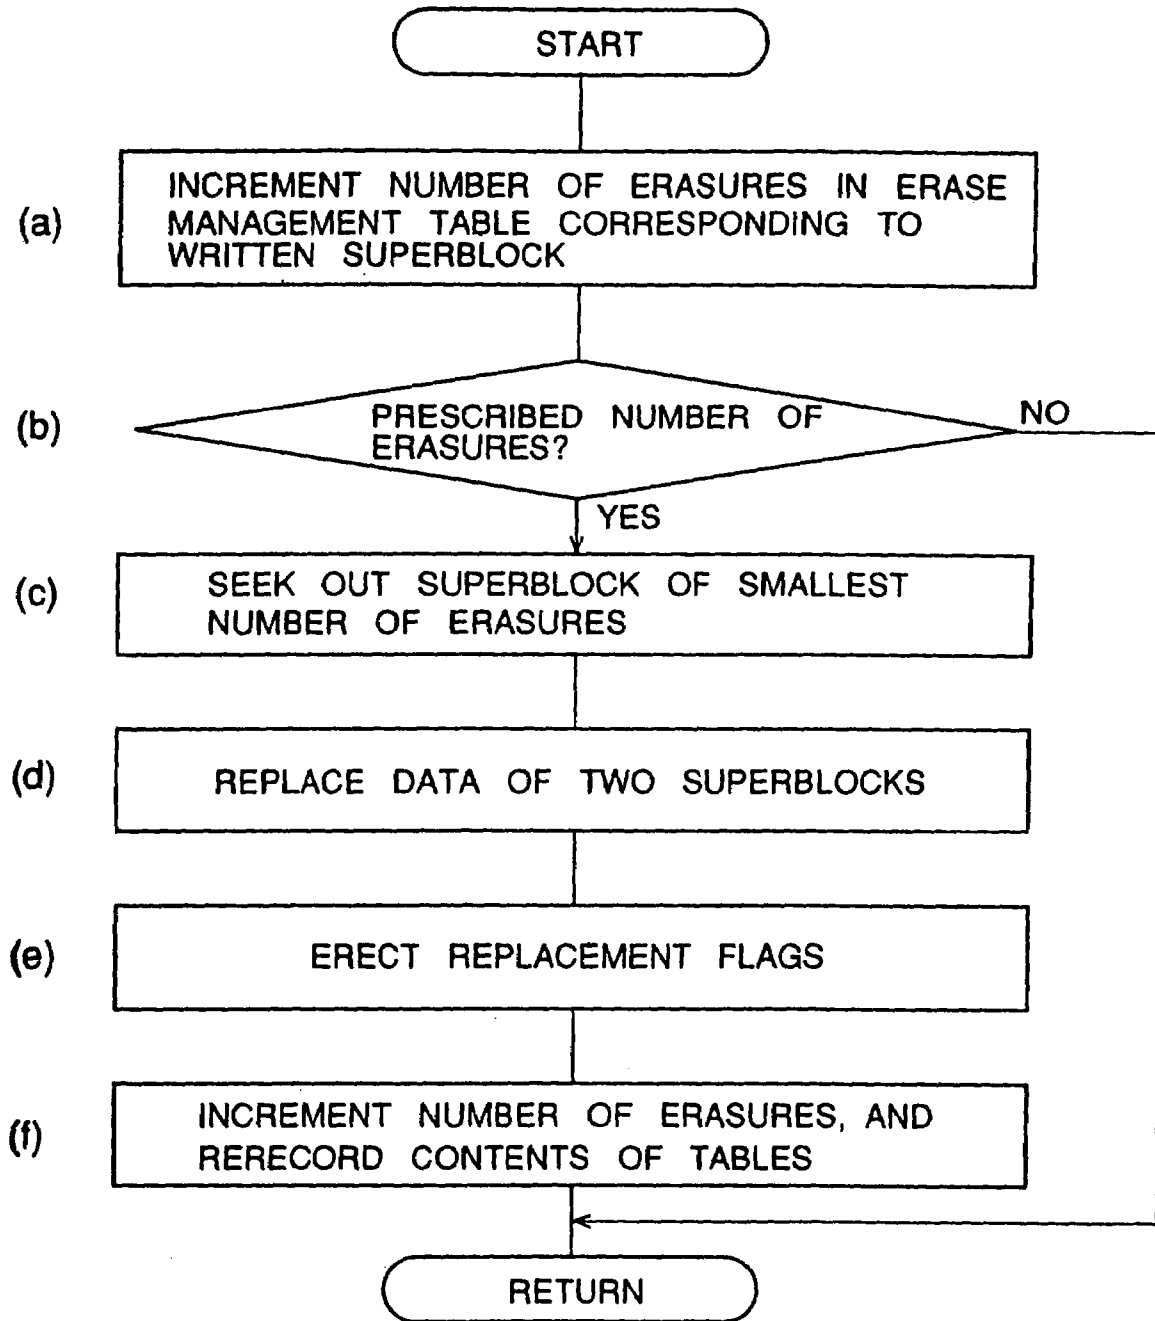 START
(a)
INCREMENT NUMBER OF ERASURES IN ERASE
MANAGEMENT TABLE CORRESPONDING TO
WRITTEN SUPERBLOCK
(b)
PRESCRIBED NUMBER OF
ERASURES?
NO
YES
(c)
SEEK OUT SUPERBLOCK OF SMALLEST
NUMBER OF ERASURES
(d)
REPLACE DATA OF TWO SUPERBLOCKS
(e)
ERECT REPLACEMENT FLAGS
(f)
INCREMENT NUMBER OF ERASURES, AND
RERECORD CONTENTS OF TABLES
RETURN